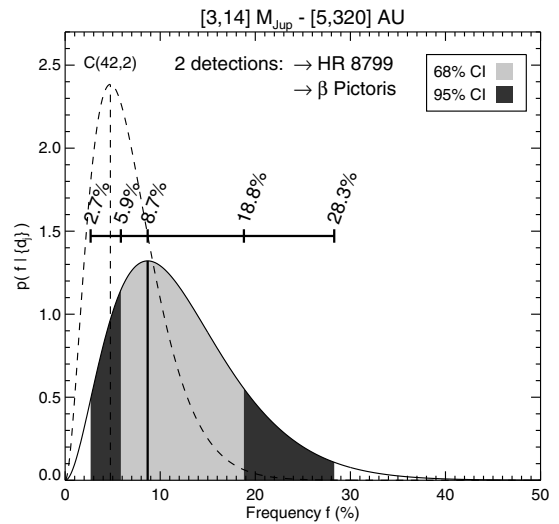 [3,14] M_Jup - [5,320] AU
C(42,2)
2 detections: → HR 8799
→ β Pictoris
68% CI
95% CI
2.7%
5.9%
8.7%
18.8%
28.3%
p( f | {d_j})
2.5
2.0
1.5
1.0
0.5
0.0
0 10 20 30 40 50
Frequency f (%)